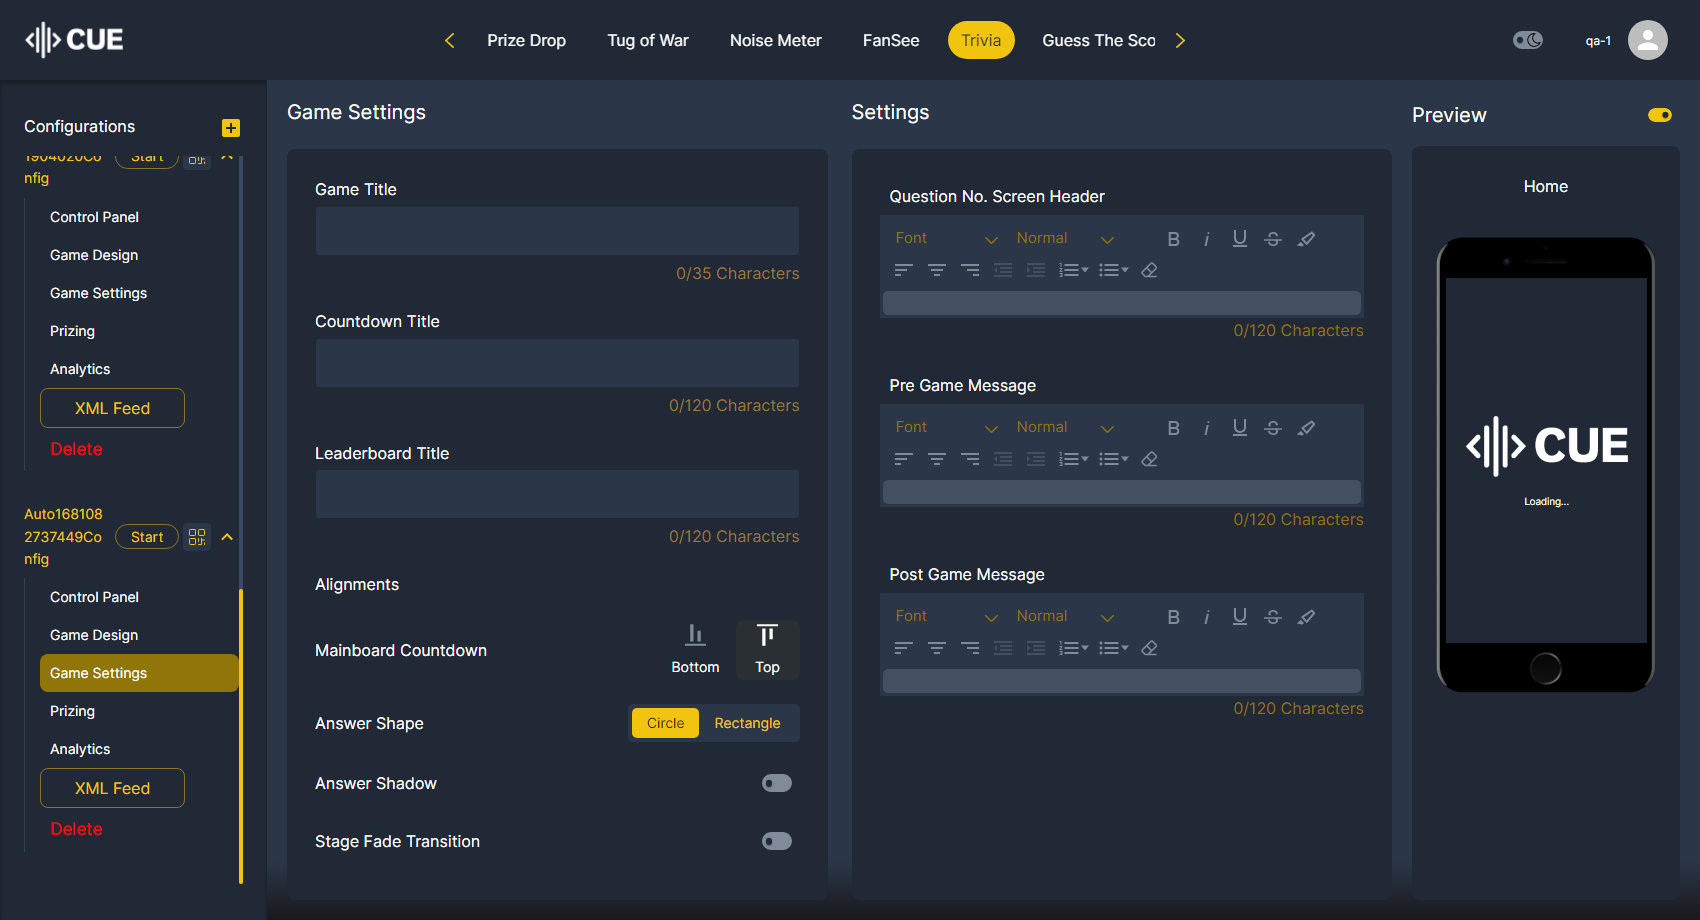 CUE
Prize Drop
Tug of War
Noise Meter
FanSee
Trivia
Guess The Sco
qa-1
Configurations
1904020Co
nfig
Start
Control Panel
Game Design
Game Settings
Prizing
Analytics
XML Feed
Delete
Auto168108
2737449Co
nfig
Start
Control Panel
Game Design
Game Settings
Prizing
Analytics
XML Feed
Delete
Game Settings
Game Title
0/35 Characters
Countdown Title
0/120 Characters
Leaderboard Title
0/120 Characters
Alignments
Mainboard Countdown
Bottom
Top
Answer Shape
Circle
Rectangle
Answer Shadow
Stage Fade Transition
Settings
Question No. Screen Header
Font
Normal
0/120 Characters
Pre Game Message
Font
Normal
0/120 Characters
Post Game Message
Font
Normal
0/120 Characters
Preview
Home
CUE
Loading...